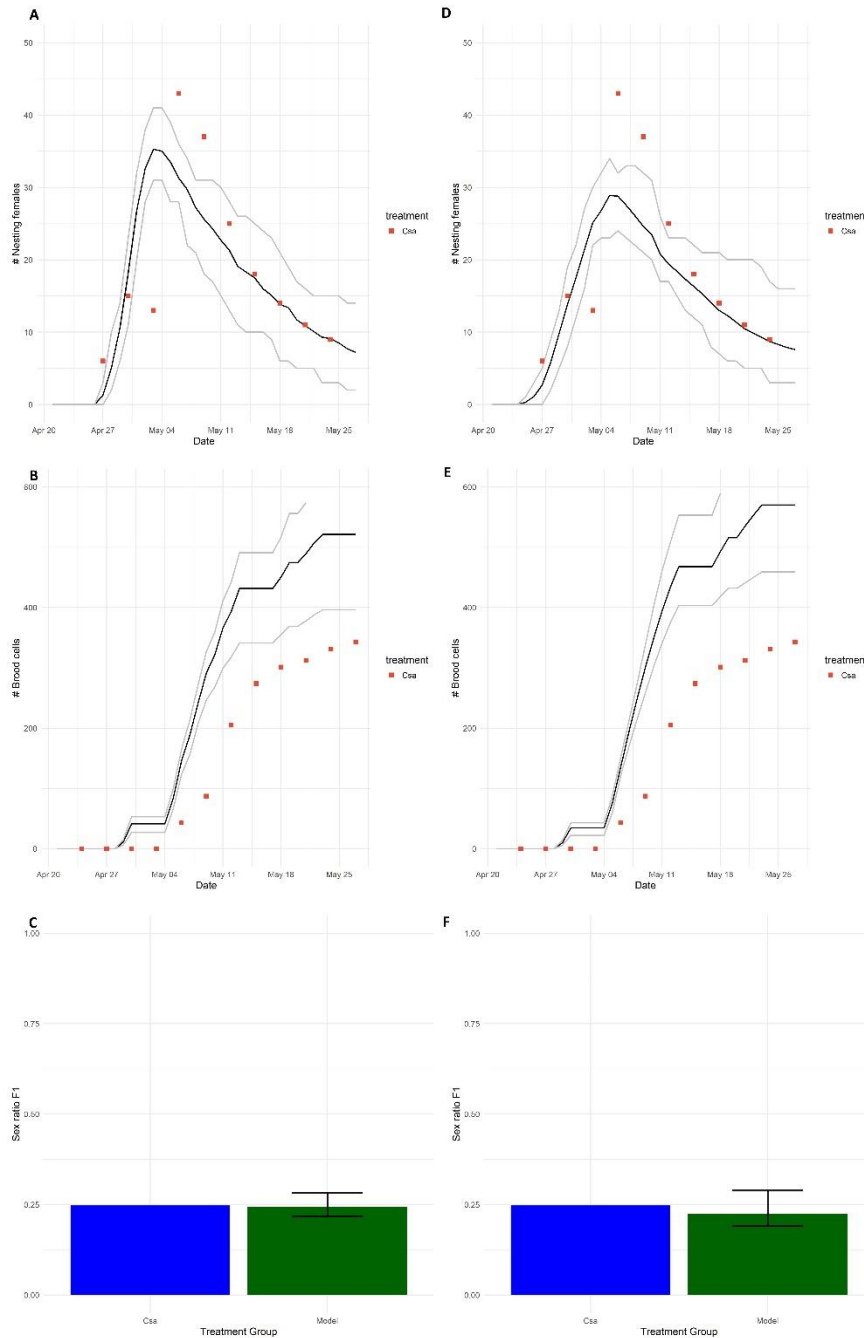 A
50
40
30
20
10
0
# Nesting females
Apr 20
Apr 27
May 04
May 11
May 18
May 25
Date
treatment
Csa
D
50
40
30
20
10
0
# Nesting females
Apr 20
Apr 27
May 04
May 11
May 18
May 25
Date
treatment
Csa
B
600
400
200
0
# Brood cells
Apr 20
Apr 27
May 04
May 11
May 18
May 25
Date
treatment
Csa
E
600
400
200
0
# Brood cells
Apr 20
Apr 27
May 04
May 11
May 18
May 25
Date
treatment
Csa
C
1.00
0.75
0.50
0.25
0.00
Sex ratio F1
Csa
Model
Treatment Group
F
1.00
0.75
0.50
0.25
0.00
Sex ratio F1
Csa
Model
Treatment Group